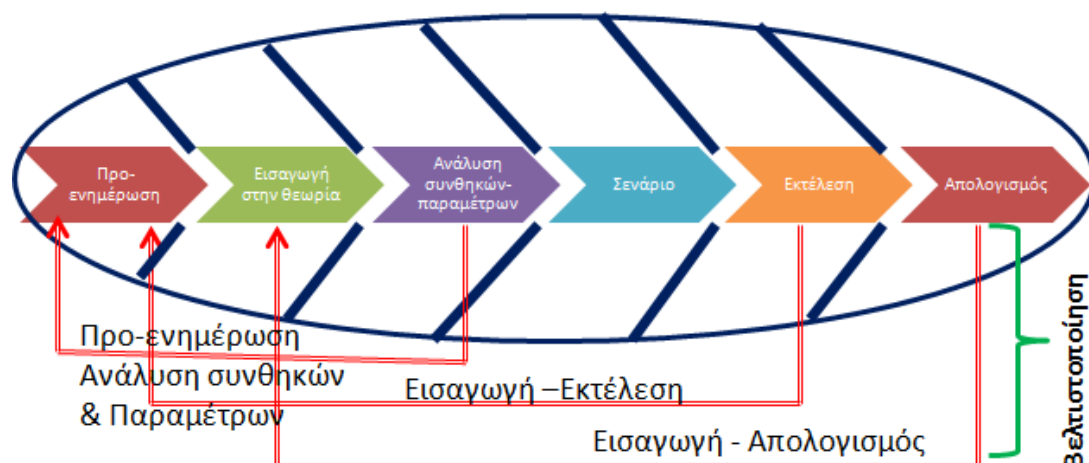 Προ-
ενημέρωση
Εισαγωγή
στην θεωρία
Ανάλυση
συνθηκών-
παραμέτρων
Σενάριο
Εκτέλεση
Απολογισμός
Προ-ενημέρωση
Ανάλυση συνθηκών
& Παραμέτρων
Εισαγωγή –Εκτέλεση
Εισαγωγή - Απολογισμός
Βελτιστοποίηση